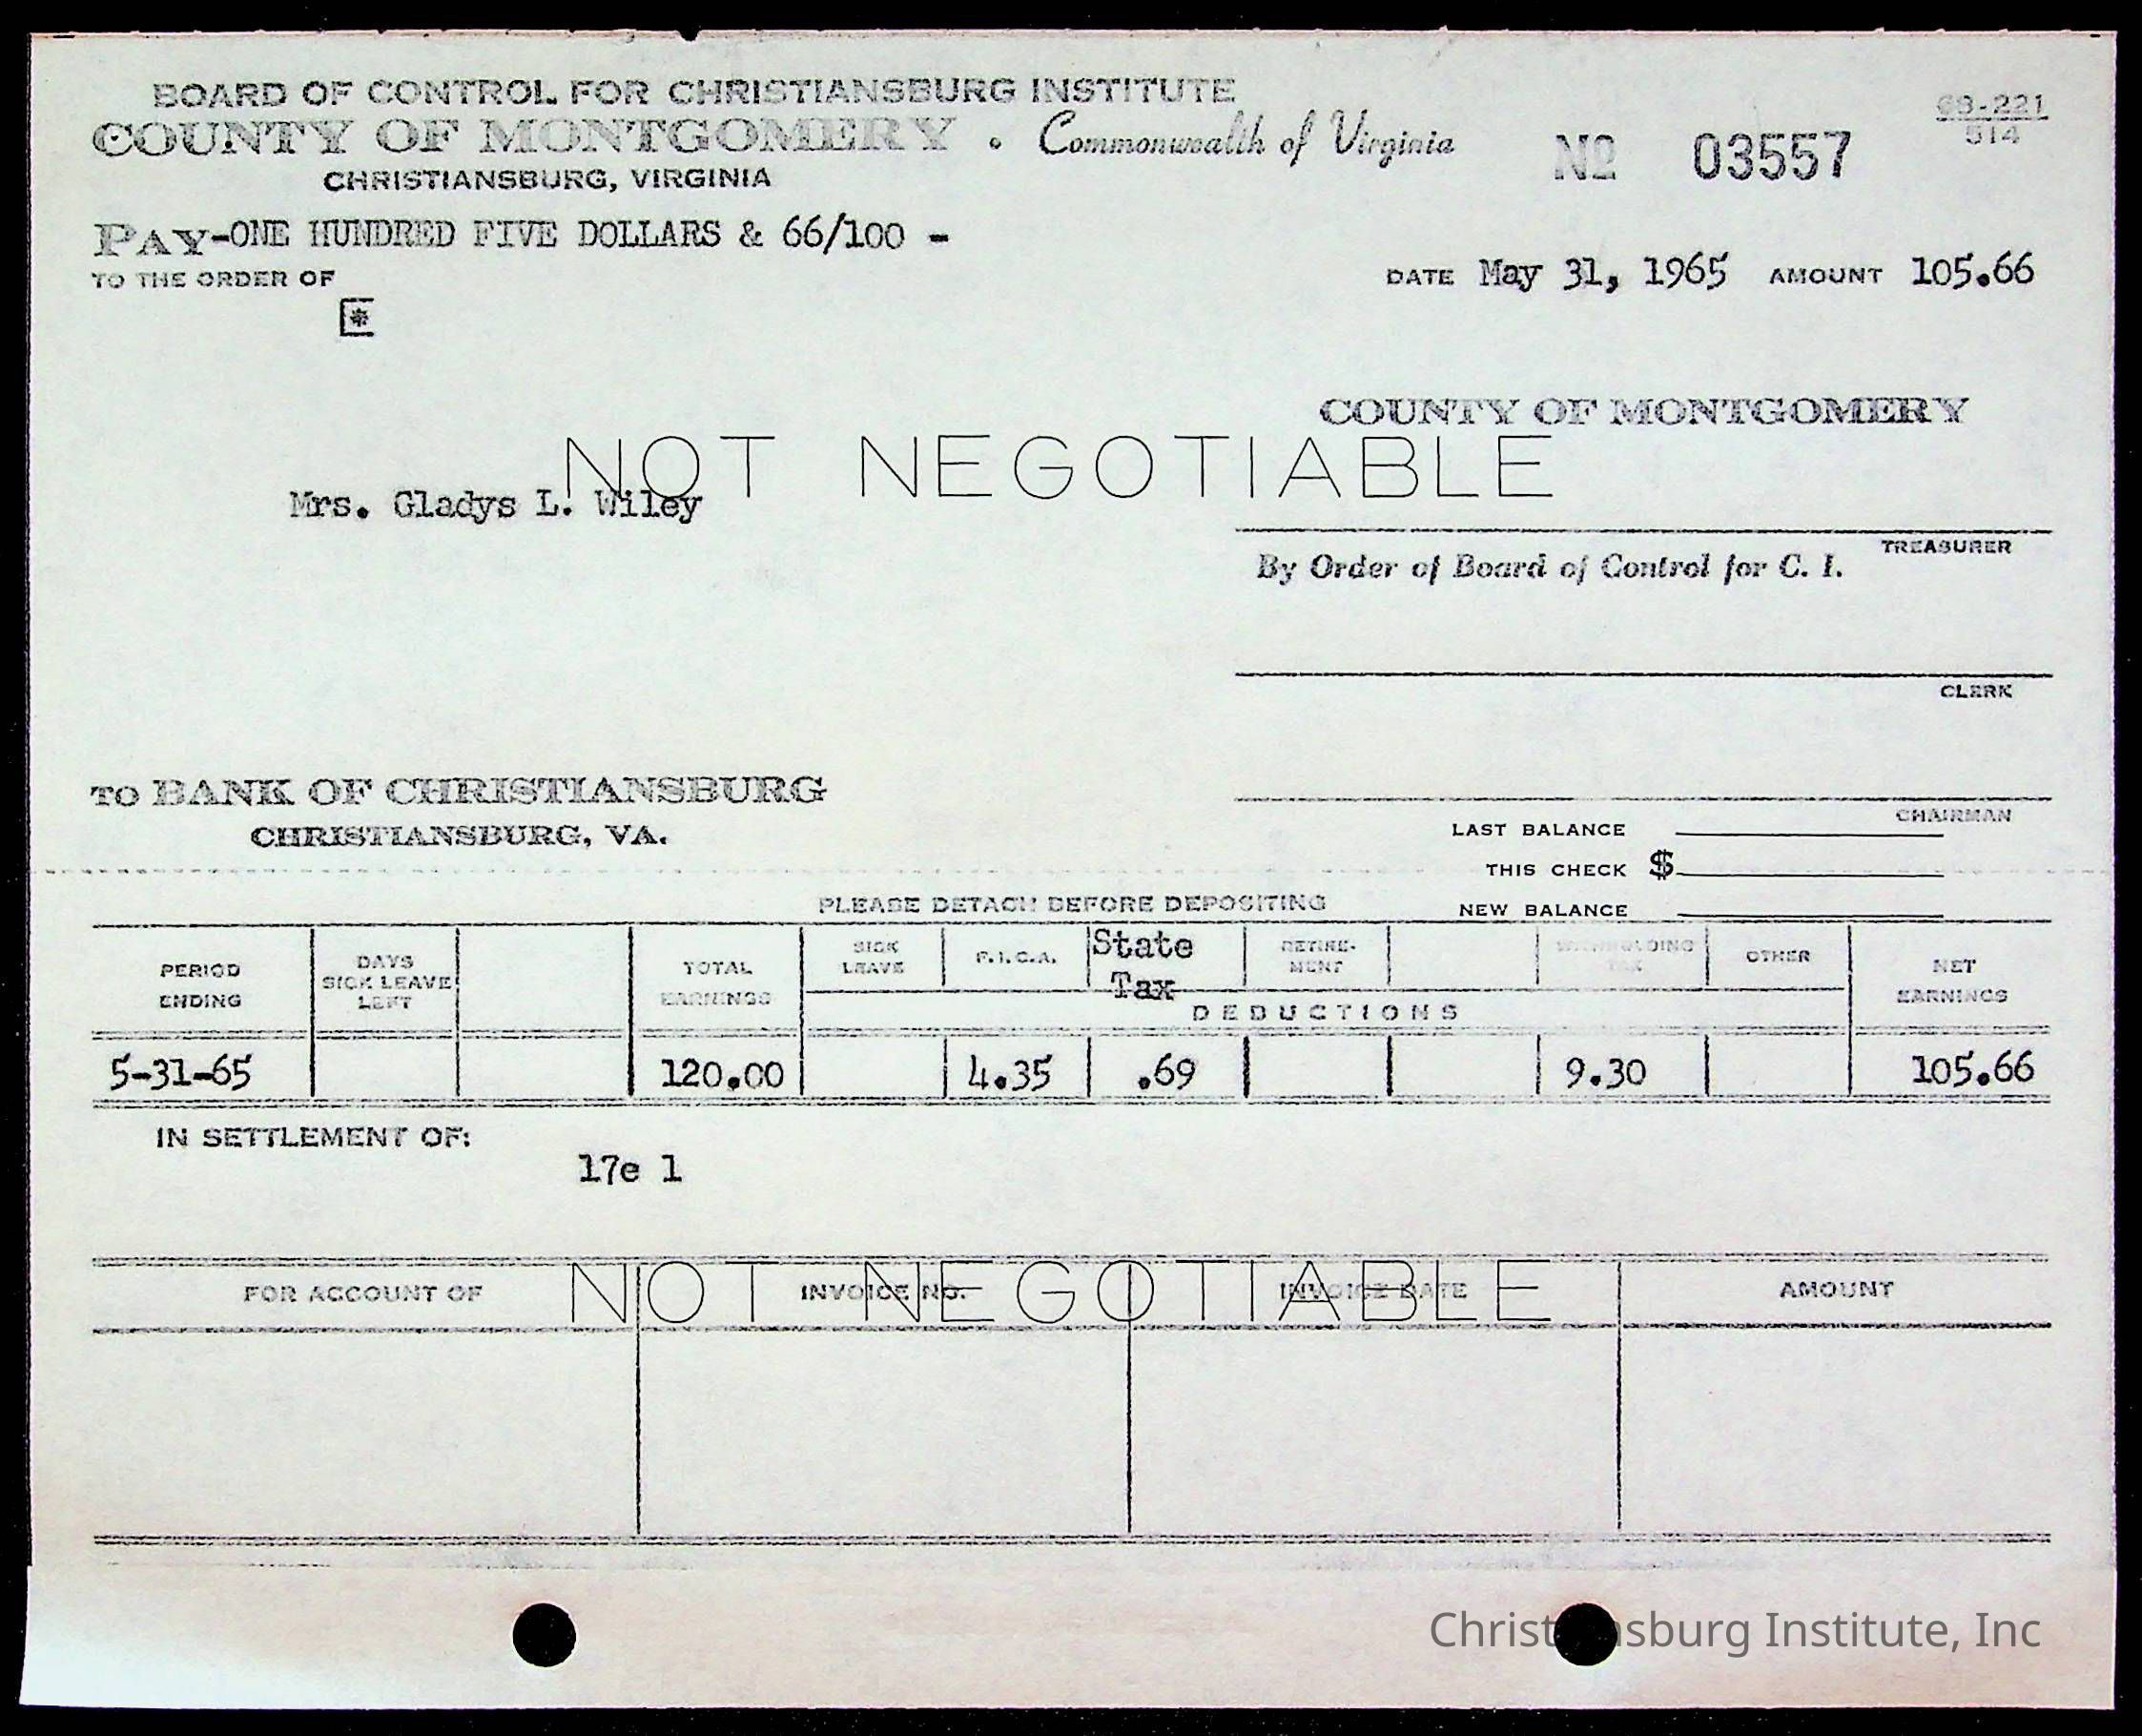 BOARD OF CONTROL FOR CHRISTIANSBURG INSTITUTE
COUNTY OF MONTGOMERY • Commonwealth of Virginia
CHRISTIANSBURG, VIRGINIA
No 03557
68-221
514
PAY-ONE HUNDRED FIVE DOLLARS & 66/100 -
TO THE ORDER OF
DATE May 31, 1965 AMOUNT 105.66
COUNTY OF MONTGOMERY
NOT NEGOTIABLE
Mrs. Gladys L. Wiley
TREASURER
By Order of Board of Control for C. I.
CLERK
TO BANK OF CHRISTIANSBURG
CHRISTIANSBURG, VA.
CHAIRMAN
LAST BALANCE
THIS CHECK $
NEW BALANCE
PLEASE DETACH BEFORE DEPOSITING
PERIOD ENDING
DAYS SICK LEAVE LEFT
TOTAL EARNINGS
SICK LEAVE
F.I.C.A.
State Tax
RETIRE-MENT
WITHHOLDING TAX
OTHER
NET EARNINGS
DEDUCTIONS
5-31-65 120.00 4.35 .69 9.30 105.66
IN SETTLEMENT OF:
17e 1
NOT NEGOTIABLE
FOR ACCOUNT OF INVOICE NO. INVOICE DATE AMOUNT
Christiansburg Institute, Inc